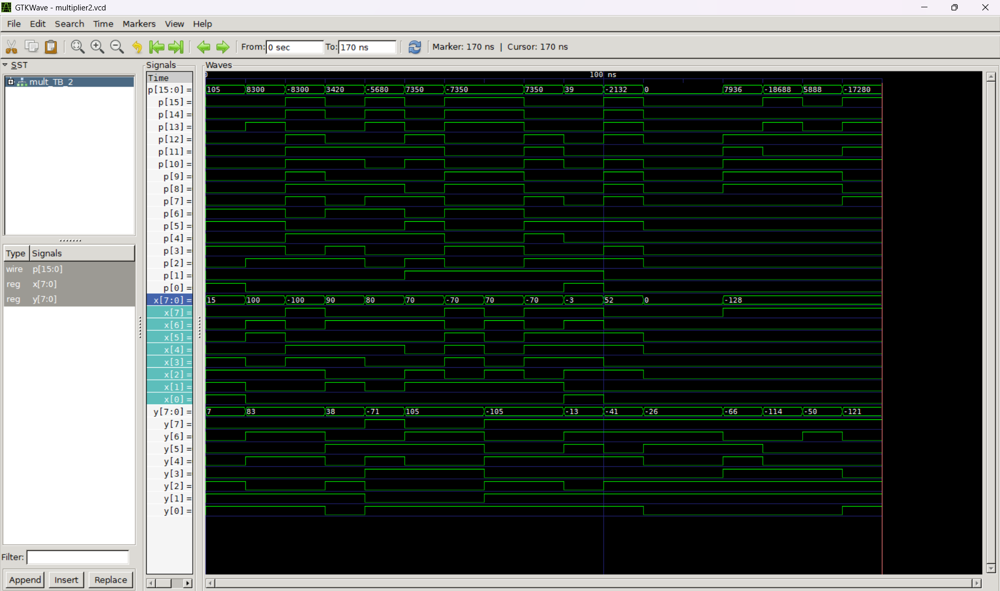 GTKWave - multiplier2.vcd
File Edit Search Time Markers View Help
From: 0 sec To: 170 ns Marker: 170 ns | Cursor: 170 ns
SST
mult_TB_2
Type Signals
wire p[15:0]
reg x[7:0]
reg y[7:0]
Filter:
Append Insert Replace
Signals
Time
Waves
100 ns
p[15:0] = 105 8300 -8300 3420 -5680 7350 -7350 7350 39 -2132 0 7936 -18688 5888 -17280
p[15] =
p[14] =
p[13] =
p[12] =
p[11] =
p[10] =
p[9] =
p[8] =
p[7] =
p[6] =
p[5] =
p[4] =
p[3] =
p[2] =
p[1] =
p[0] =
x[7:0] = 15 100 -100 90 80 70 -70 70 -70 -3 52 0 -128
x[7] =
x[6] =
x[5] =
x[4] =
x[3] =
x[2] =
x[1] =
x[0] =
y[7:0] = 7 83 38 -71 105 -105 -13 -41 -26 -66 -114 -50 -121
y[7] =
y[6] =
y[5] =
y[4] =
y[3] =
y[2] =
y[1] =
y[0] =